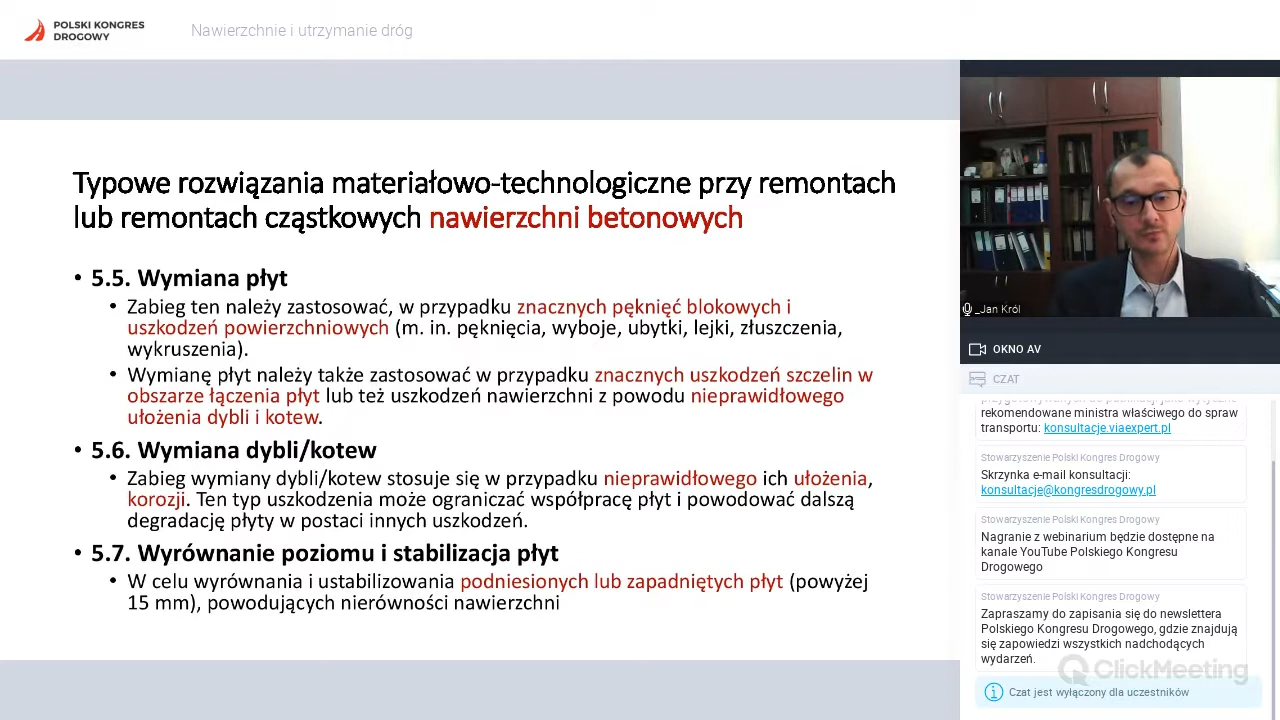 POLSKI KONGRES
DROGOWY
Nawierzchnie i utrzymanie dróg
Typowe rozwiązania materiałowo-technologiczne przy remontach
lub remontach cząstkowych nawierzchni betonowych
• 5.5. Wymiana płyt
• Zabieg ten należy zastosować, w przypadku znacznych pęknięć blokowych i
uszkodzeń powierzchniowych (m. in. pęknięcia, wyboje, ubytki, lejki, złuszczenia,
wykruszenia).
• Wymianę płyt należy także zastosować w przypadku znacznych uszkodzeń szczelin w
obszarze łączenia płyt lub też uszkodzeń nawierzchni z powodu nieprawidłowego
ułożenia dybli i kotew.
• 5.6. Wymiana dybli/kotew
• Zabieg wymiany dybli/kotew stosuje się w przypadku nieprawidłowego ich ułożenia,
korozji. Ten typ uszkodzenia może ograniczać współpracę płyt i powodować dalszą
degradację płyty w postaci innych uszkodzeń.
• 5.7. Wyrównanie poziomu i stabilizacja płyt
• W celu wyrównania i ustabilizowania podniesionych lub zapadniętych płyt (powyżej
15 mm), powodujących nierówności nawierzchni
_Jan Król
OKNO AV
CZAT
rekomendowane ministra właściwego do spraw
transportu: konsultacje.viaexpert.pl
Stowarzyszenie Polski Kongres Drogowy
Skrzynka e-mail konsultacji:
konsultacje@kongresdrogowy.pl
Stowarzyszenie Polski Kongres Drogowy
Nagranie z webinarium będzie dostępne na
kanale YouTube Polskiego Kongresu
Drogowego
Stowarzyszenie Polski Kongres Drogowy
Zapraszamy do zapisania się do newslettera
Polskiego Kongresu Drogowego, gdzie znajdują
się zapowiedzi wszystkich nadchodzących
wydarzeń.
ClickMeeting
Czat jest wyłączony dla uczestników